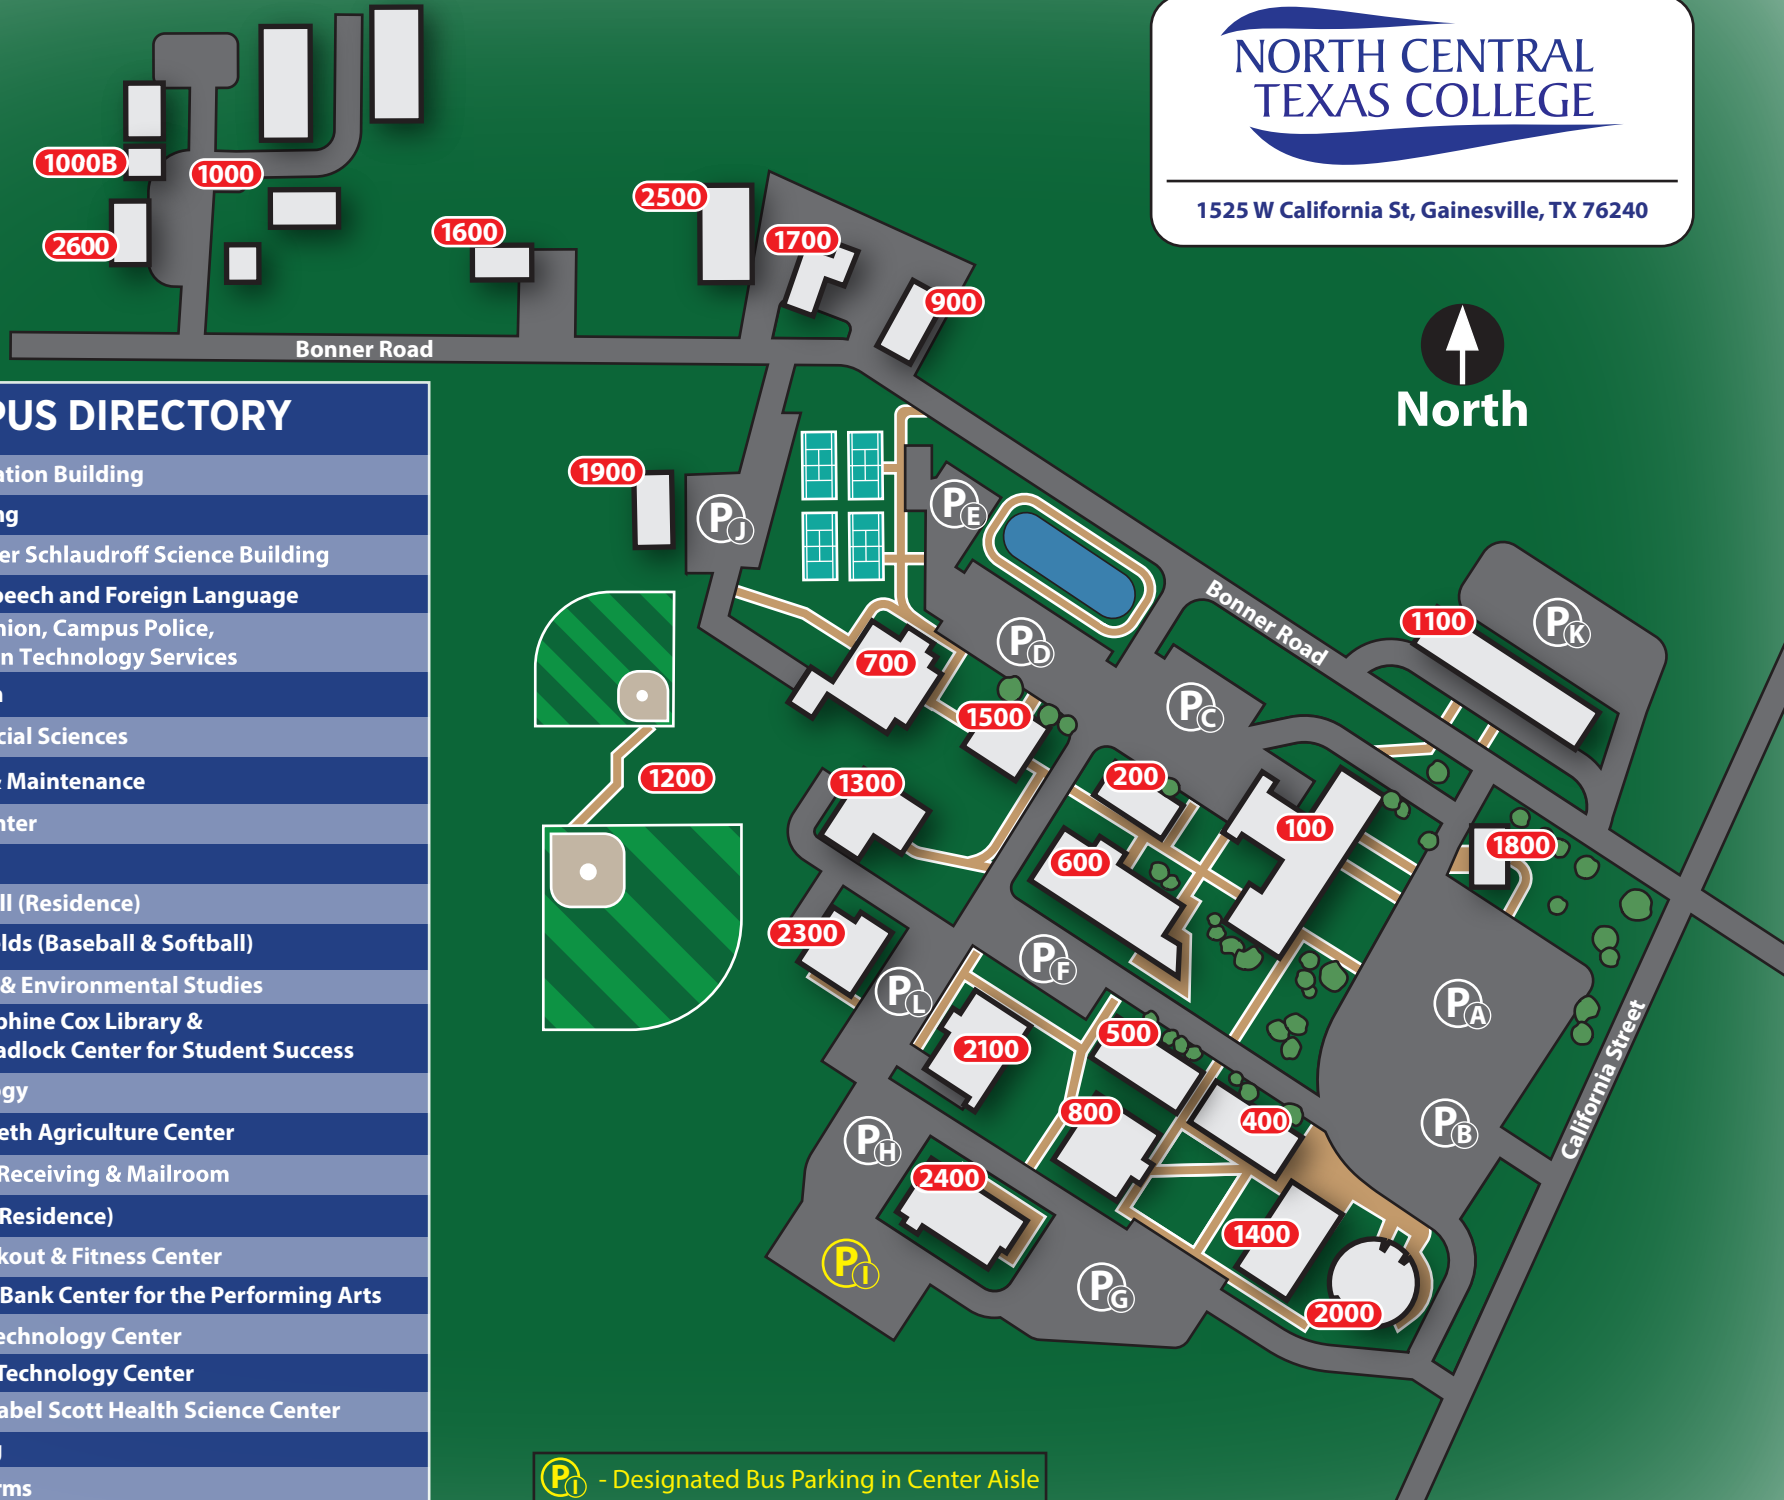 NORTH CENTRAL
TEXAS COLLEGE
1525 W California St, Gainesville, TX 76240
North
1000B
1000
2600
1600
2500
1700
900
Bonner Road
1900
PJ
PE
PD
PC
Bonner Road
1100
PK
700
1500
1200
1300
200
100
600
1800
2300
PL
PF
PA
PB
California Street
2100
500
800
400
PH
2400
PI
PG
1400
2000
PUS DIRECTORY
ation Building
ng
er Schlaudroff Science Building
peech and Foreign Language
nion, Campus Police,
n Technology Services
cial Sciences
& Maintenance
nter
ll (Residence)
lds (Baseball & Softball)
& Environmental Studies
phine Cox Library &
adlock Center for Student Success
gy
eth Agriculture Center
Receiving & Mailroom
Residence)
kout & Fitness Center
Bank Center for the Performing Arts
echnology Center
Technology Center
abel Scott Health Science Center
rms
PI - Designated Bus Parking in Center Aisle